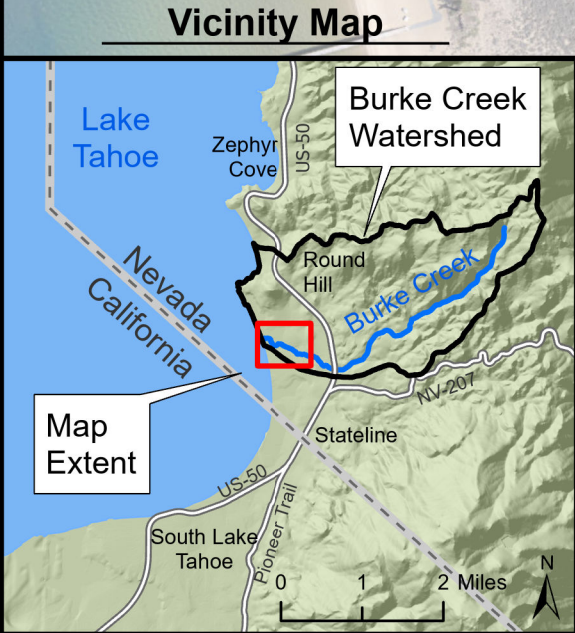 Vicinity Map
Lake
Tahoe
Burke Creek
Watershed
Zephyr
Cove
US-50
Nevada
California
Round
Hill
Burke Creek
NV-207
Map
Extent
Stateline
US-50
South Lake
Tahoe
Pioneer Trail
0 1 2 Miles
N